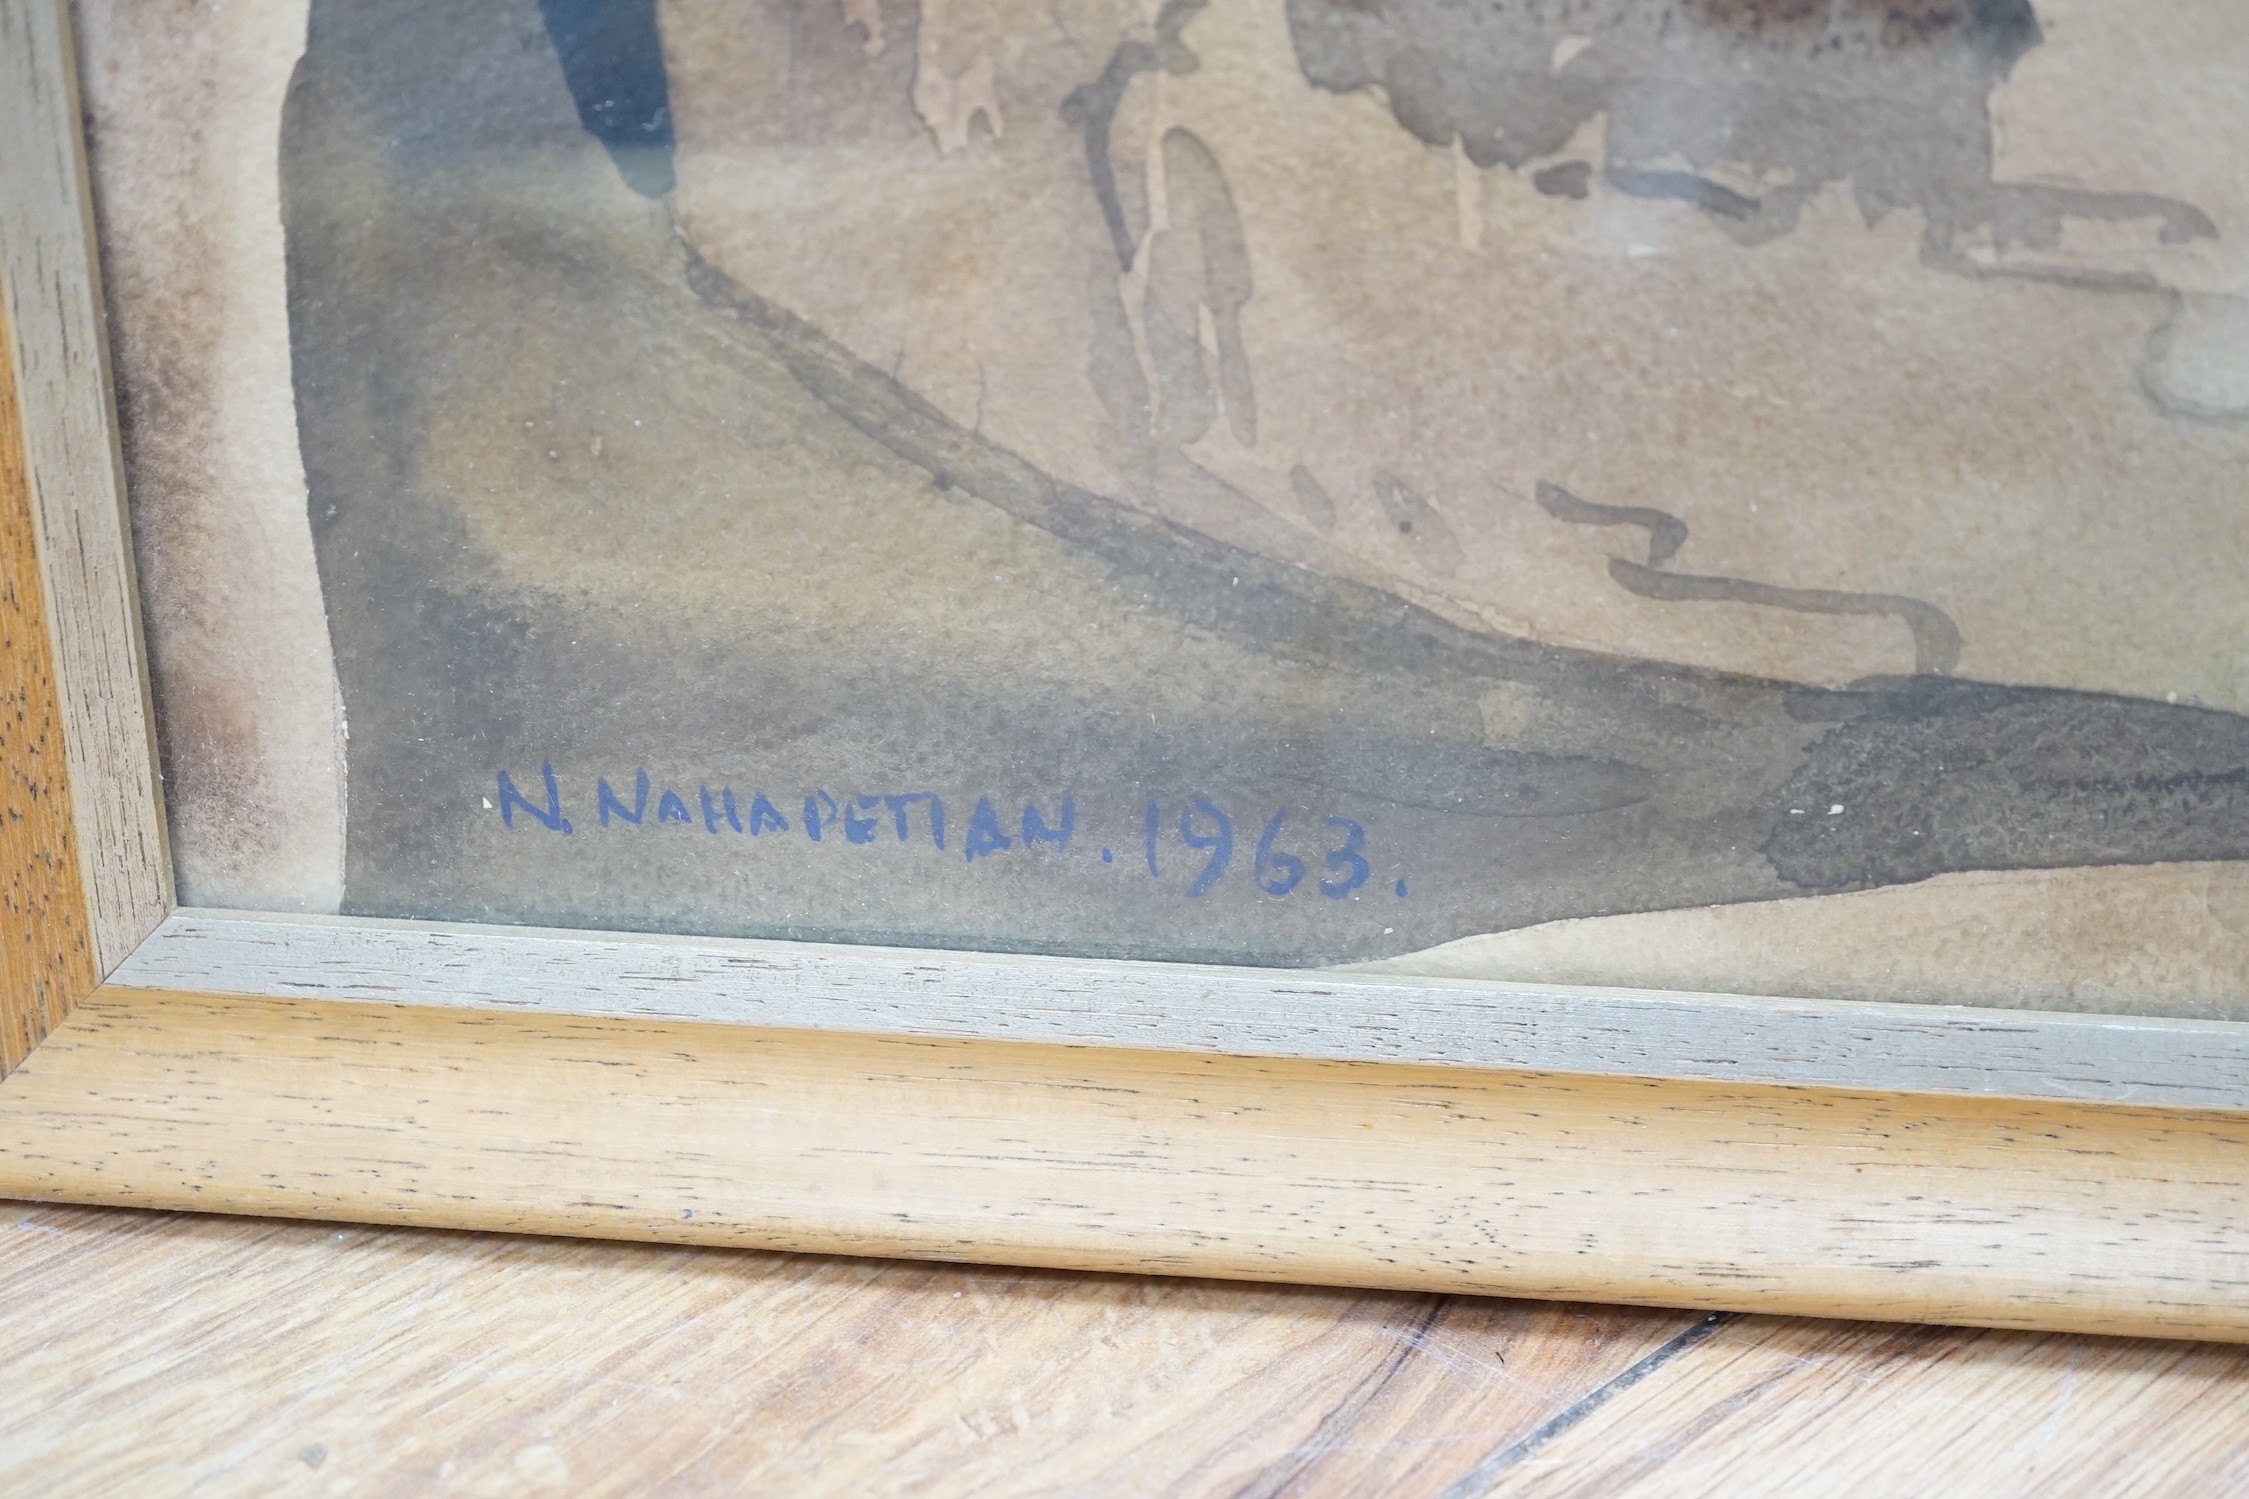 N. NAHAPETIAN. 1963.